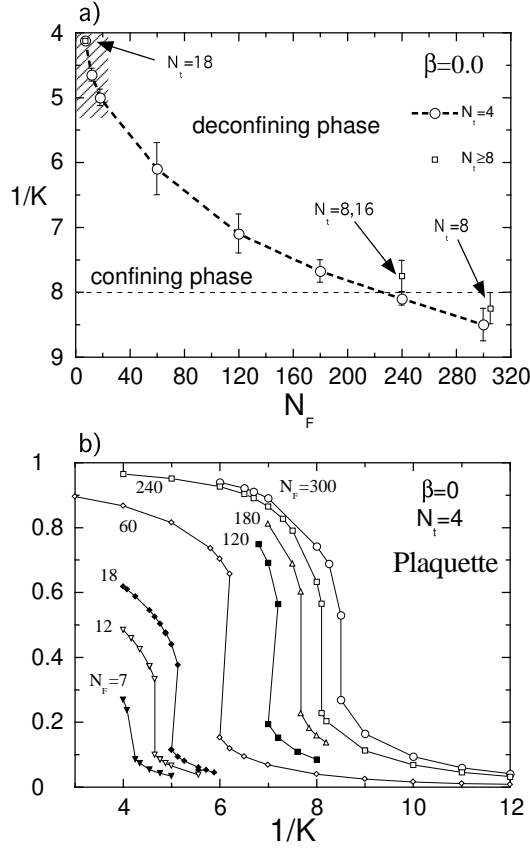 a)
4
5
6
7
8
9
1/K
N_t=18
β=0.0
N_t=4
N_t≥8
deconfining phase
N_t=8,16
N_t=8
confining phase
0 40 80 120 160 200 240 280 320
N_F
b)
1
0.8
0.6
0.4
0.2
0
240
60
N_F=300
180
120
18
12
N_F=7
β=0
N_t=4
Plaquette
4 6 8 10 12
1/K